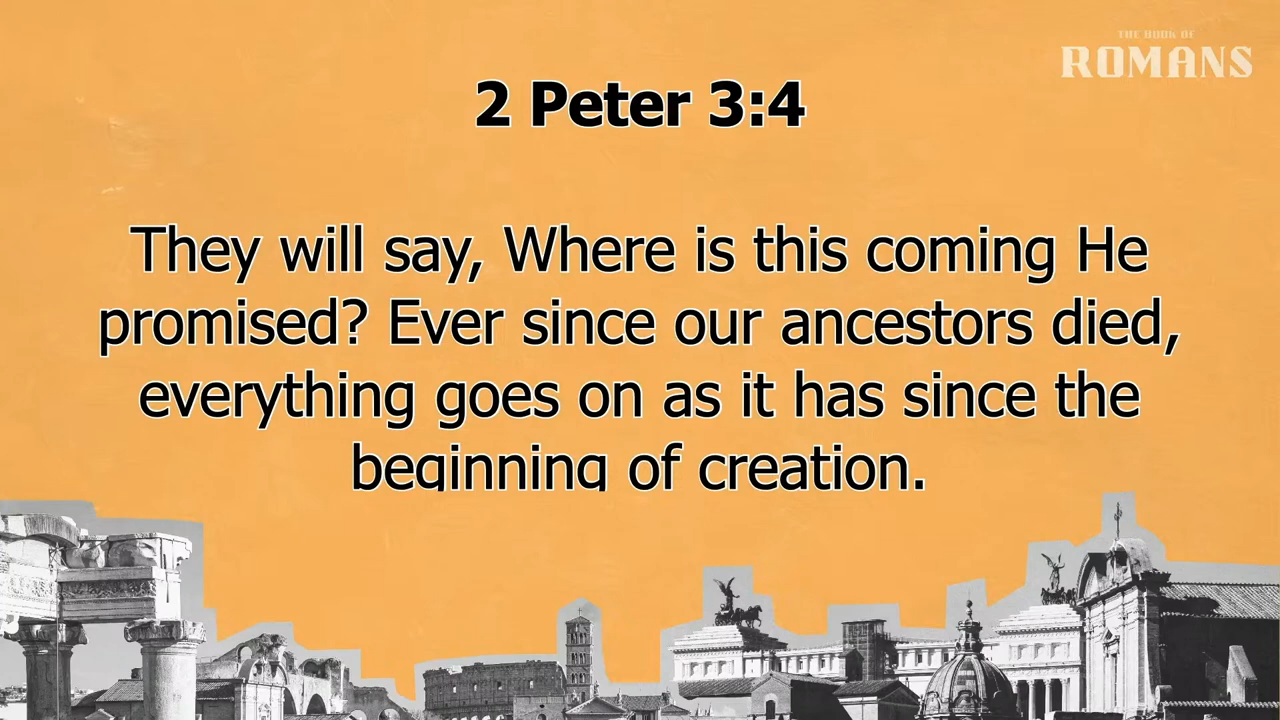 THE BOOK OF
ROMANS
2 Peter 3:4
They will say, Where is this coming He
promised? Ever since our ancestors died,
everything goes on as it has since the
beginning of creation.